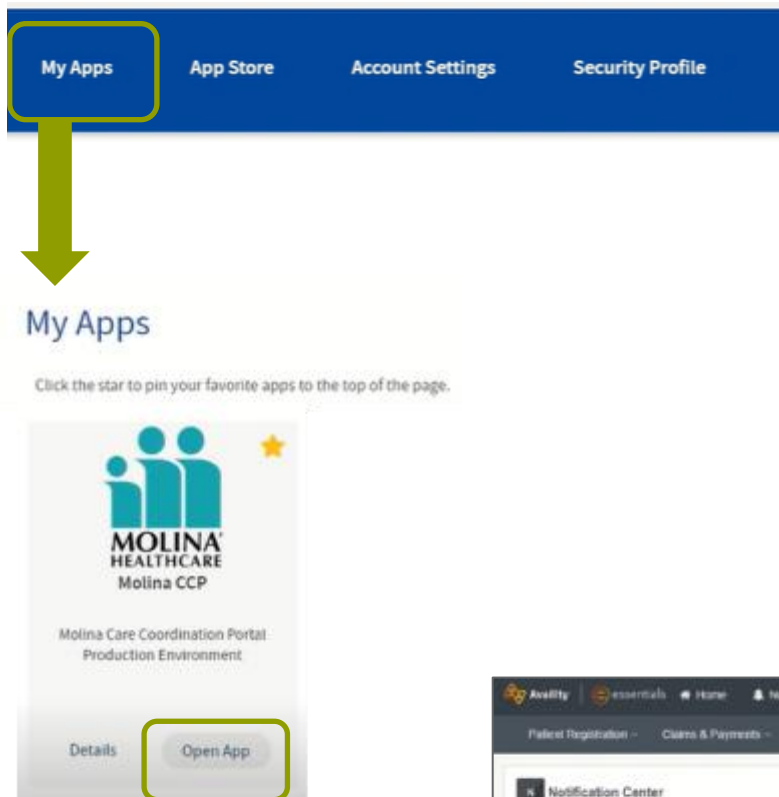 My Apps App Store Account Settings Security Profile
My Apps
Click the star to pin your favorite apps to the top of the page.
MOLINA
HEALTHCARE
Molina CCP
Molina Care Coordination Portal
Production Environment
Details Open App
Availity essentials Home
Patient Registration Claims & Payments
Notification Center